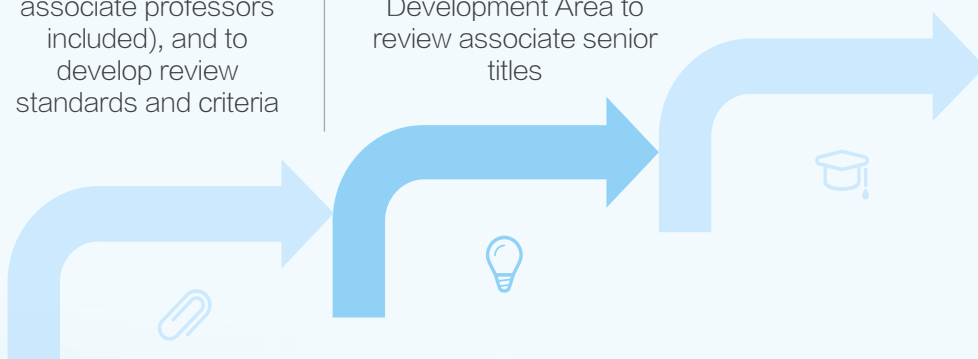 associate professors
included), and to
develop review
standards and criteria
Development Area to
review associate senior
titles